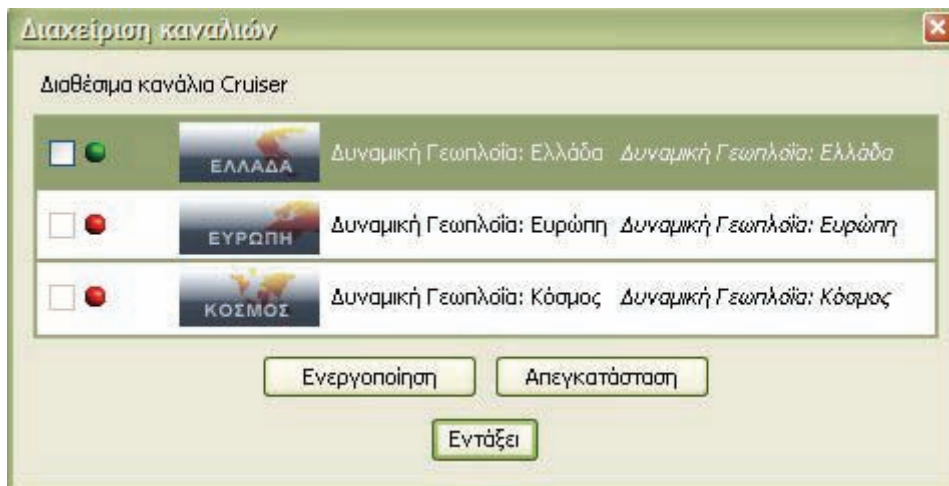 Διαχείριση καναλιών
Διαθέσιμα κανάλια Cruiser
ΕΛΛΑΔΑ Δυναμική Γεωπλοΐα: Ελλάδα Δυναμική Γεωπλοΐα: Ελλάδα
ΕΥΡΩΠΗ Δυναμική Γεωπλοΐα: Ευρώπη Δυναμική Γεωπλοΐα: Ευρώπη
ΚΟΣΜΟΣ Δυναμική Γεωπλοΐα: Κόσμος Δυναμική Γεωπλοΐα: Κόσμος
Ενεργοποίηση Απεγκατάσταση
Εντάξει